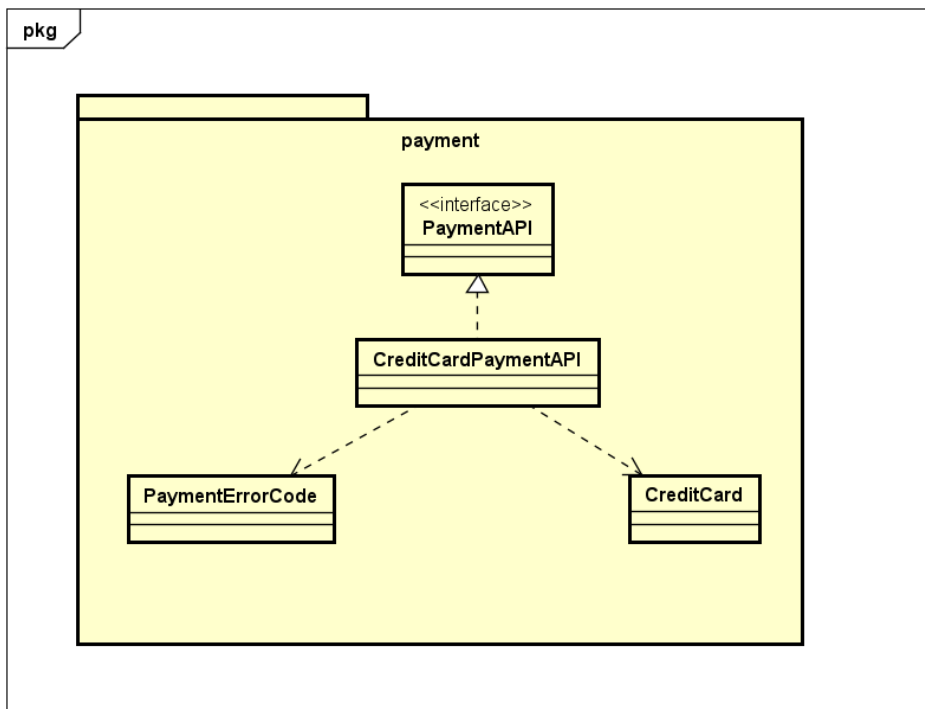 pkg
payment
<<interface>>
PaymentAPI
CreditCardPaymentAPI
PaymentErrorCode
CreditCard